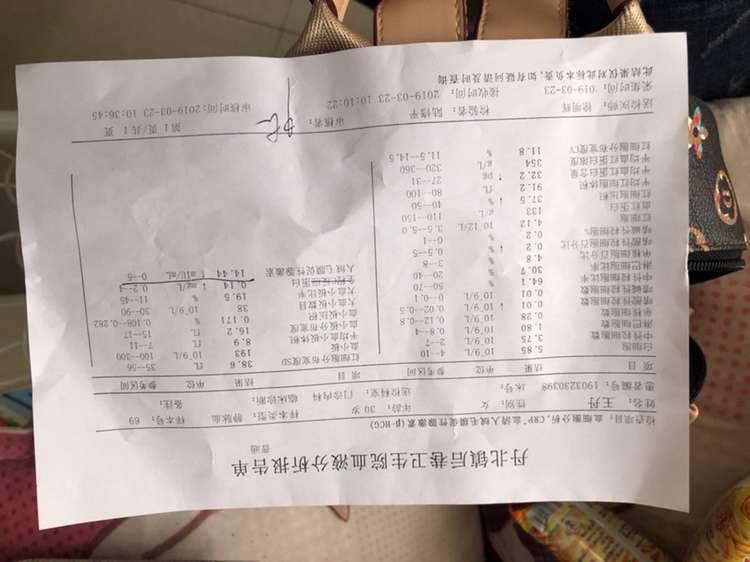 丹北镇后巷卫生院血液分析报告单
普通
检查项目：血细胞分析,CRP,血清人绒毛膜促性腺激素(β-HCG)
姓名： 王丹 性别： 女 年龄：30 岁 样本类型： 静脉血 样本号：69
患者编号：1903230398 床号： 送检科室： 门诊内科 临床诊断： 备注：
项 目 结果 单位 参考区间
白细胞 5.85 10^9/L 4--10
中性粒细胞数 3.75 10^9/L 2--7
淋巴细胞数 1.80 10^9/L 0.8--4
单核细胞数 0.28 10^9/L 0.12--0.8
嗜酸性粒细胞数 0.01 ↓ 10^9/L 0.02--0.5
嗜碱性粒细胞数 0.01 10^9/L 0--0.1
中性粒细胞比率 64.1 % 50--70
淋巴细胞比率 30.7 % 20--40
单核细胞百分比 4.8 % 3--8
嗜酸性粒细胞百分比 0.2 ↓ % 0.5--5
嗜碱性粒细胞% 0.2 % 0--1
红细胞 4.12 10^12/L 3.5--5.0
血红蛋白 133 g/L 110--150
红细胞压积 37.5 ↓ % 40--50
平均红细胞体积 91.2 fL 80--100
平均血红蛋白含量 32.2 ↑ pg 27--31
平均血红蛋白浓度 354 g/L 320--360
红细胞分布宽度CV 11.8 % 11.5--14.5
项 目 结果 单位 参考区间
红细胞分布宽度SD 38.6 fL 35--56
血小板 193 10^9/L 100--300
平均血小板体积 8.9 fL 7--11
血小板分布宽度 16.2 fL 15--17
血小板压积 0.171 % 0.108--0.282
大血小板数目 38 10^9/L 30--90
大血小板比率 19.5 % 11--45
全程反应蛋白 0.14 ↓ mg/L 0.2--4
人绒毛膜促性腺激素 14.44 ↑ mIU/mL 0--5
送检医师： 徐明辉 检验者： 陆修平 审核者：
采集时间：2019-03-23 接收时间： 2019-03-23 10:10:22 审核时间：2019-03-23 10:36:45
此结果仅对此标本负责，如有疑问请及时查询 第1页/共1页